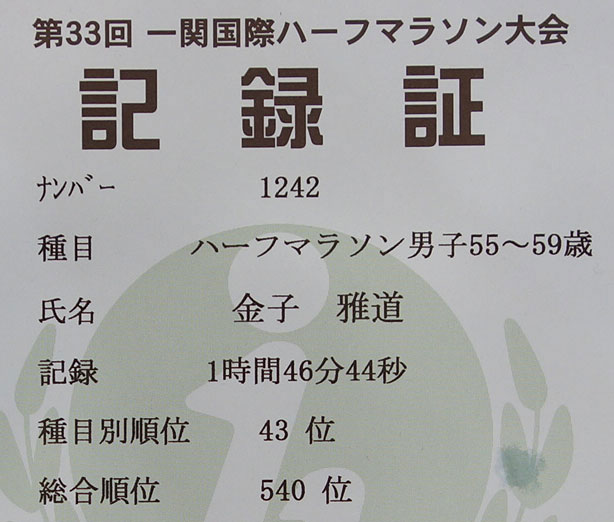 第33回 一関国際ハーフマラソン大会
記録証
ﾅﾝﾊﾞｰ 1242
種目 ハーフマラソン男子55～59歳
氏名 金子 雅道
記録 1時間46分44秒
種目別順位 43 位
総合順位 540 位